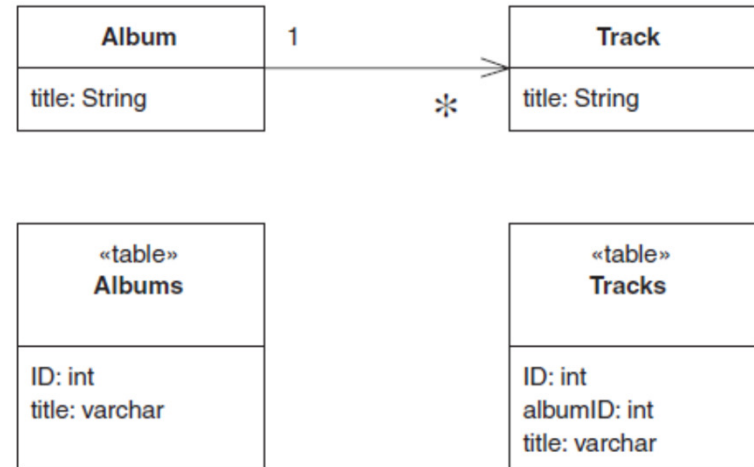 Album
1
Track
title: String
*
title: String
«table»
Albums
«table»
Tracks
ID: int
title: varchar
ID: int
albumID: int
title: varchar